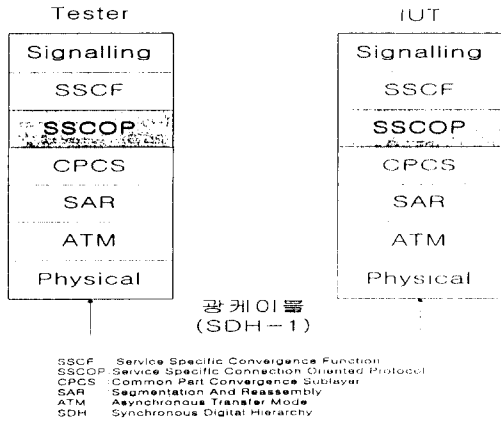 Tester
IUT
Signalling
Signalling
SSCF
SSCF
SSCOP
SSCOP
CPCS
CPCS
SAR
SAR
ATM
ATM
Physical
Physical
광케이블
(SDH-1)
SSCF Service Specific Convergence Function
SSCOP Service Specific Connection Oriented Protocol
CPCS Common Part Convergence Sublayer
SAR Segmentation And Reassembly
ATM Asynchronous Transfer Mode
SDH Synchronous Digital Hierarchy